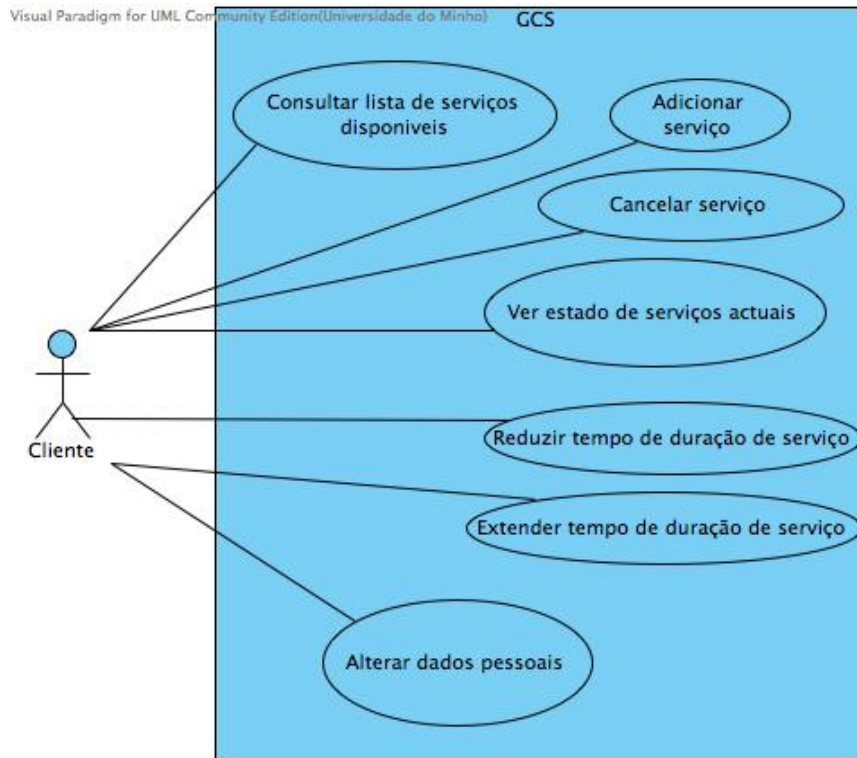 Visual Paradigm for UML Community Edition(Universidade do Minho)
GCS
Consultar lista de serviços
disponiveis
Adicionar
serviço
Cancelar serviço
Ver estado de serviços actuais
Reduzir tempo de duração de serviço
Cliente
Extender tempo de duração de serviço
Alterar dados pessoais